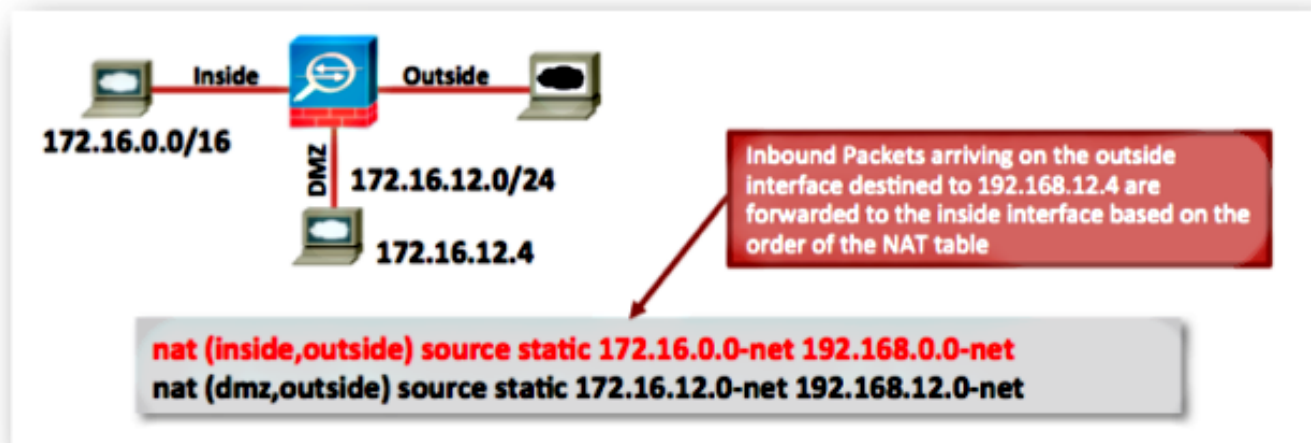 Inside
Outside
172.16.0.0/16
DMZ
172.16.12.0/24
172.16.12.4
Inbound Packets arriving on the outside
interface destined to 192.168.12.4 are
forwarded to the inside interface based on the
order of the NAT table
nat (inside,outside) source static 172.16.0.0-net 192.168.0.0-net
nat (dmz,outside) source static 172.16.12.0-net 192.168.12.0-net